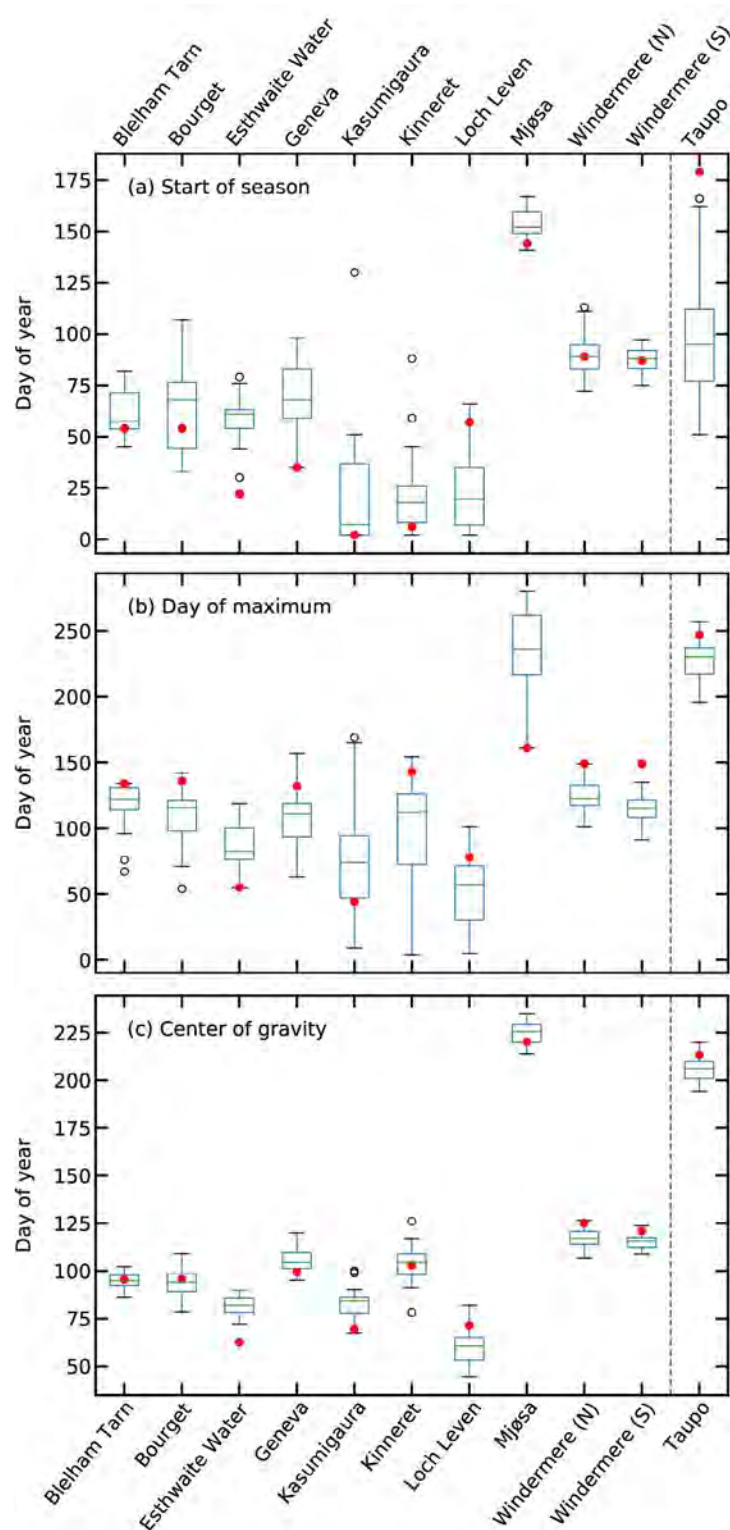 Blelham Tarn
Bourget
Esthwaite Water
Geneva
Kasumigaura
Kinneret
Loch Leven
Mjøsa
Windermere (N)
Windermere (S)
Taupo
(a) Start of season
Day of year
175
150
125
100
75
50
25
0
(b) Day of maximum
Day of year
250
200
150
100
50
0
(c) Center of gravity
Day of year
225
200
175
150
125
100
75
50
Blelham Tarn
Bourget
Esthwaite Water
Geneva
Kasumigaura
Kinneret
Loch Leven
Mjøsa
Windermere (N)
Windermere (S)
Taupo